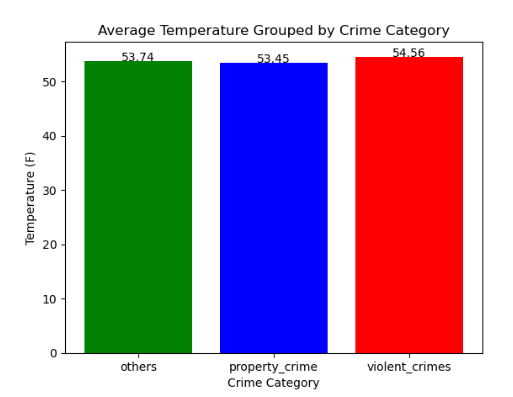 Average Temperature Grouped by Crime Category
53.74
53.45
54.56
50
40
30
20
10
0
Temperature (F)
others
property_crime
violent_crimes
Crime Category